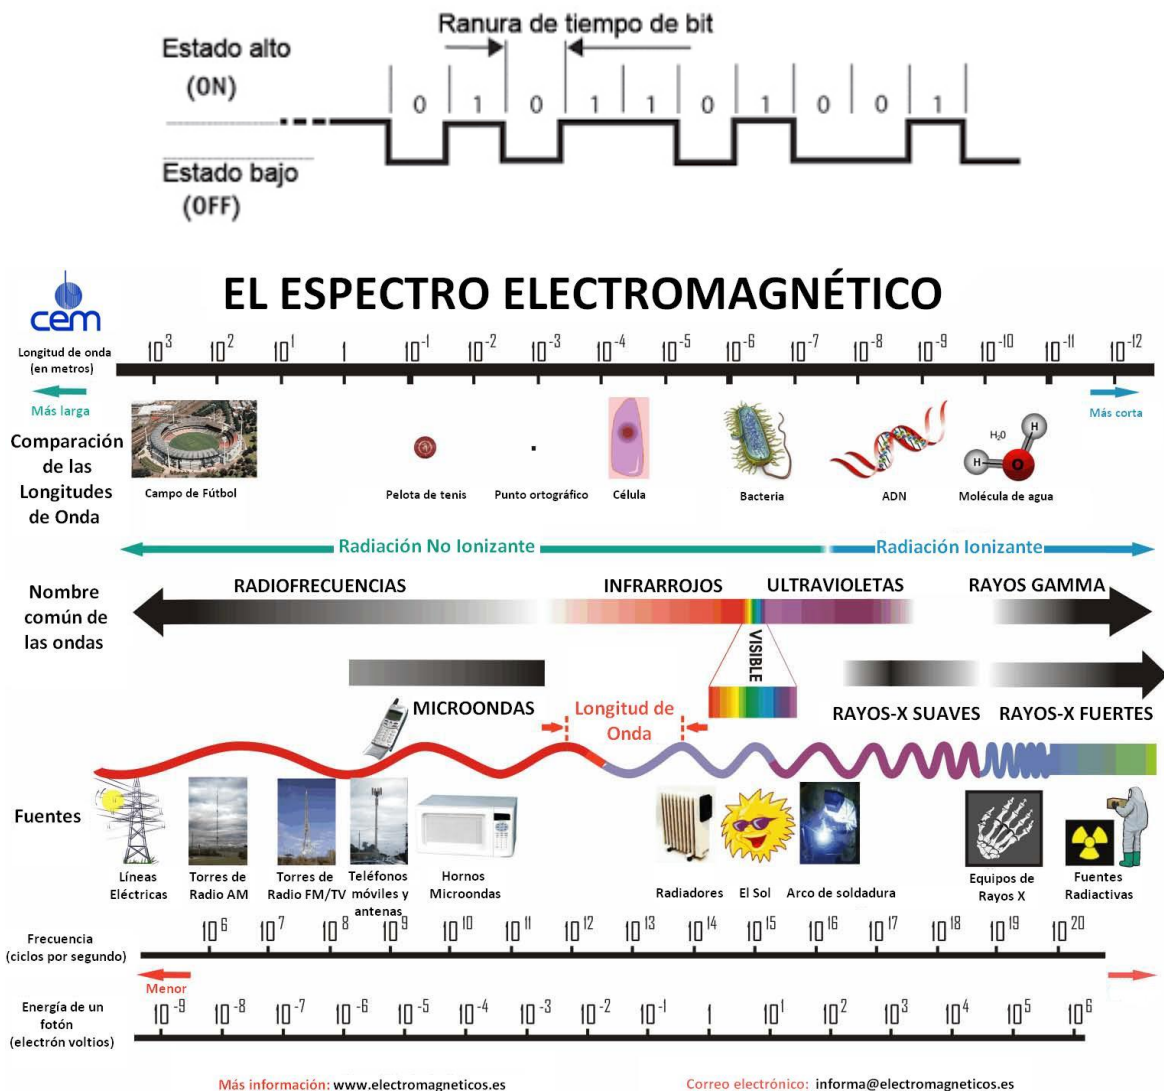 Ranura de tiempo de bit
Estado alto
(ON)
0 1 0 1 1 0 1 0 0 1
Estado bajo
(OFF)
cem
EL ESPECTRO ELECTROMAGNÉTICO
Longitud de onda
(en metros)
10³ 10² 10¹ 1 10⁻¹ 10⁻² 10⁻³ 10⁻⁴ 10⁻⁵ 10⁻⁶ 10⁻⁷ 10⁻⁸ 10⁻⁹ 10⁻¹⁰ 10⁻¹¹ 10⁻¹²
Más larga
Más corta
Comparación
de las
Longitudes
de Onda
H₂0
H
H
O
Campo de Fútbol
Pelota de tenis
Punto ortográfico
Célula
Bacteria
ADN
Molécula de agua
Radiación No Ionizante
Radiación Ionizante
Nombre
común de
las ondas
RADIOFRECUENCIAS
INFRARROJOS
ULTRAVIOLETAS
RAYOS GAMMA
VISIBLE
MICROONDAS
Longitud de
Onda
RAYOS-X SUAVES
RAYOS-X FUERTES
Fuentes
Líneas
Eléctricas
Torres de
Radio AM
Torres de
Radio FM/TV
Teléfonos
móviles y
antenas
Hornos
Microondas
Radiadores
El Sol
Arco de soldadura
Equipos de
Rayos X
Fuentes
Radiactivas
Frecuencia
(ciclos por segundo)
10⁶ 10⁷ 10⁸ 10⁹ 10¹⁰ 10¹¹ 10¹² 10¹³ 10¹⁴ 10¹⁵ 10¹⁶ 10¹⁷ 10¹⁸ 10¹⁹ 10²⁰
Menor
Energía de un
fotón
(electrón voltios)
10⁻⁹ 10⁻⁸ 10⁻⁷ 10⁻⁶ 10⁻⁵ 10⁻⁴ 10⁻³ 10⁻² 10⁻¹ 1 10¹ 10² 10³ 10⁴ 10⁵ 10⁶
Más información: www.electromagneticos.es
Correo electrónico: informa@electromagneticos.es